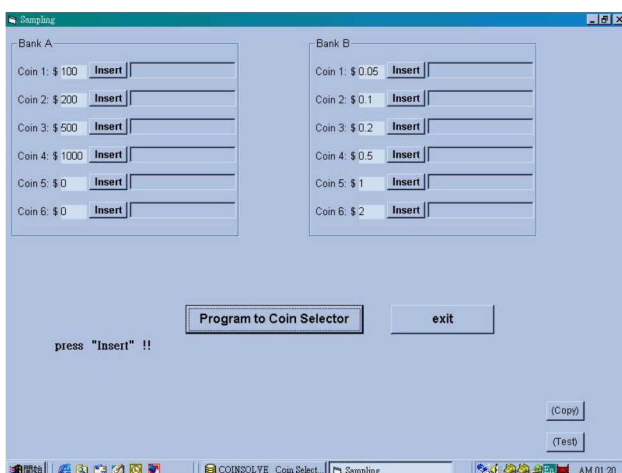 Sampling
Bank A
Coin 1: $ 100 Insert
Coin 2: $ 200 Insert
Coin 3: $ 500 Insert
Coin 4: $ 1000 Insert
Coin 5: $ 0 Insert
Coin 6: $ 0 Insert
Bank B
Coin 1: $ 0.05 Insert
Coin 2: $ 0.1 Insert
Coin 3: $ 0.2 Insert
Coin 4: $ 0.5 Insert
Coin 5: $ 1 Insert
Coin 6: $ 2 Insert
Program to Coin Selector
exit
press "Insert" !!
(Copy)
(Test)
開始
COINSOLVE Coin Select...
Sampling
En
AM 01:20